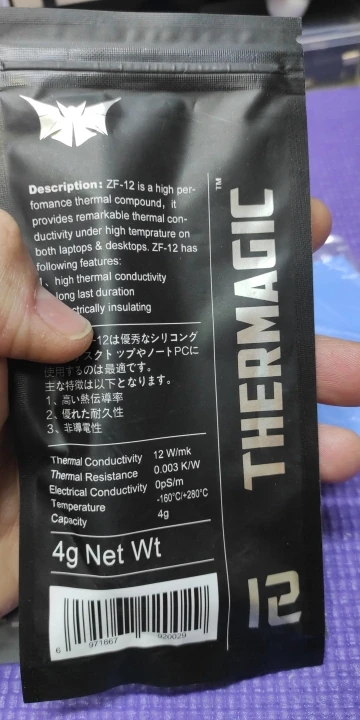 Description: ZF-12 is a high per-
fomance thermal compound, it
provides remarkable thermal con-
ductivity under high temprature on
both laptops & desktops. ZF-12 has
following features:
1、high thermal conductivity
long last duration
ctrically insulating
-12は優秀なシリコング
スクトップやノートPCに
使用するのは最適です。
主な特徴は以下となります。
1、高い熱伝導率
2、優れた耐久性
3、非導電性
Thermal Conductivity 12 W/mk
Thermal Resistance 0.003 K/W
Electrical Conductivity 0pS/m
Temperature -160°C/+280°C
Capacity 4g
4g Net Wt
6 971867 920029
THERMAGIC™
12